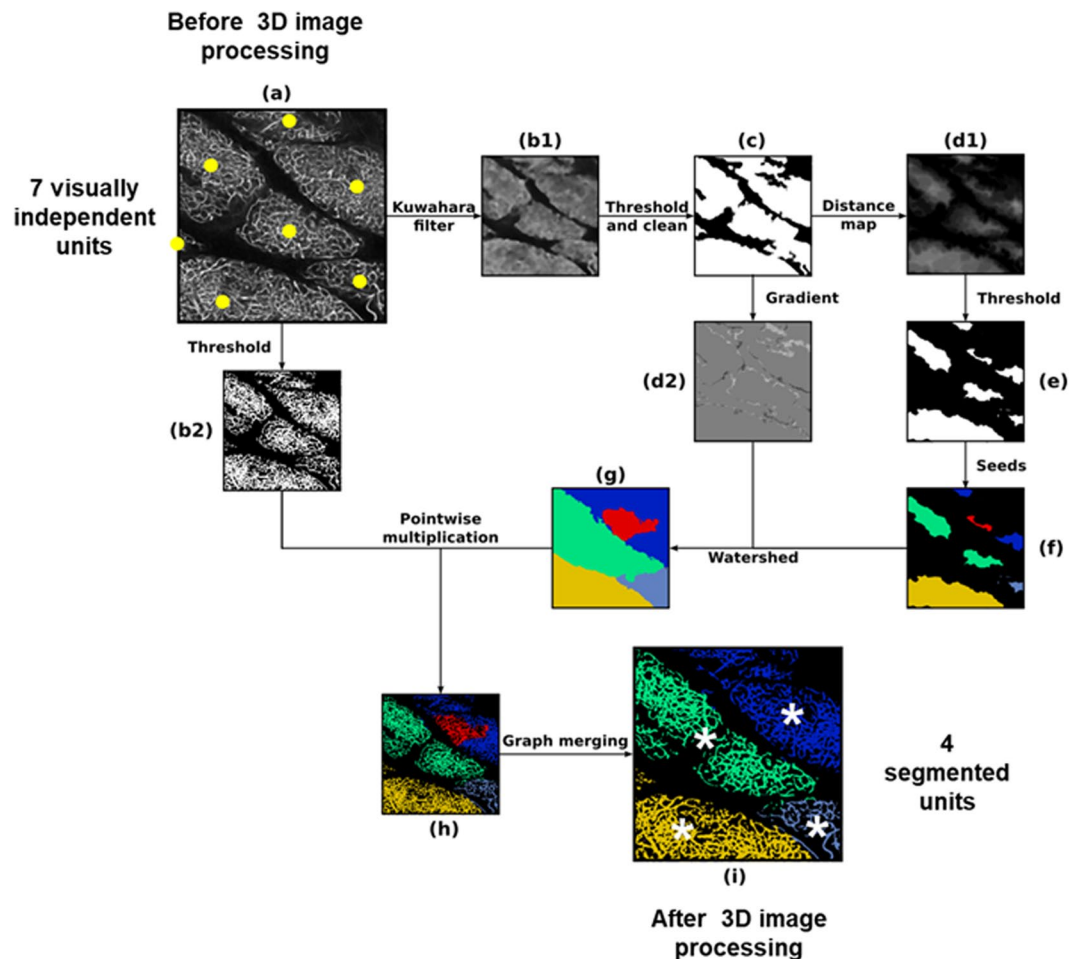 Before 3D image
processing
(a)
7 visually
independent
units
Kuwahara
filter
(b1)
Threshold
and clean
(c)
Distance
map
(d1)
Threshold
(b2)
Gradient
(d2)
Threshold
(e)
Seeds
(f)
Watershed
(g)
Pointwise
multiplication
(h)
Graph merging
*
*
*
*
(i)
4
segmented
units
After 3D image
processing